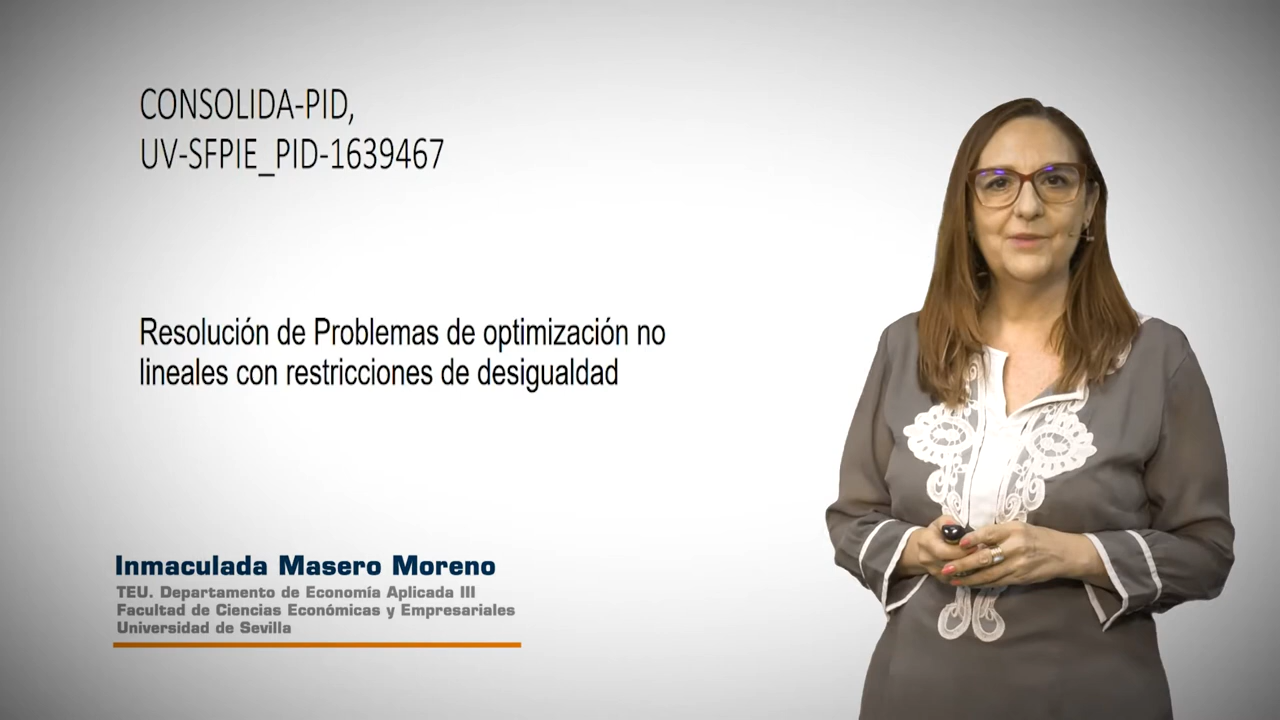 CONSOLIDA-PID,
UV-SFPIE_PID-1639467
Resolución de Problemas de optimización no
lineales con restricciones de desigualdad
Inmaculada Masero Moreno
TEU. Departamento de Economía Aplicada III
Facultad de Ciencias Económicas y Empresariales
Universidad de Sevilla